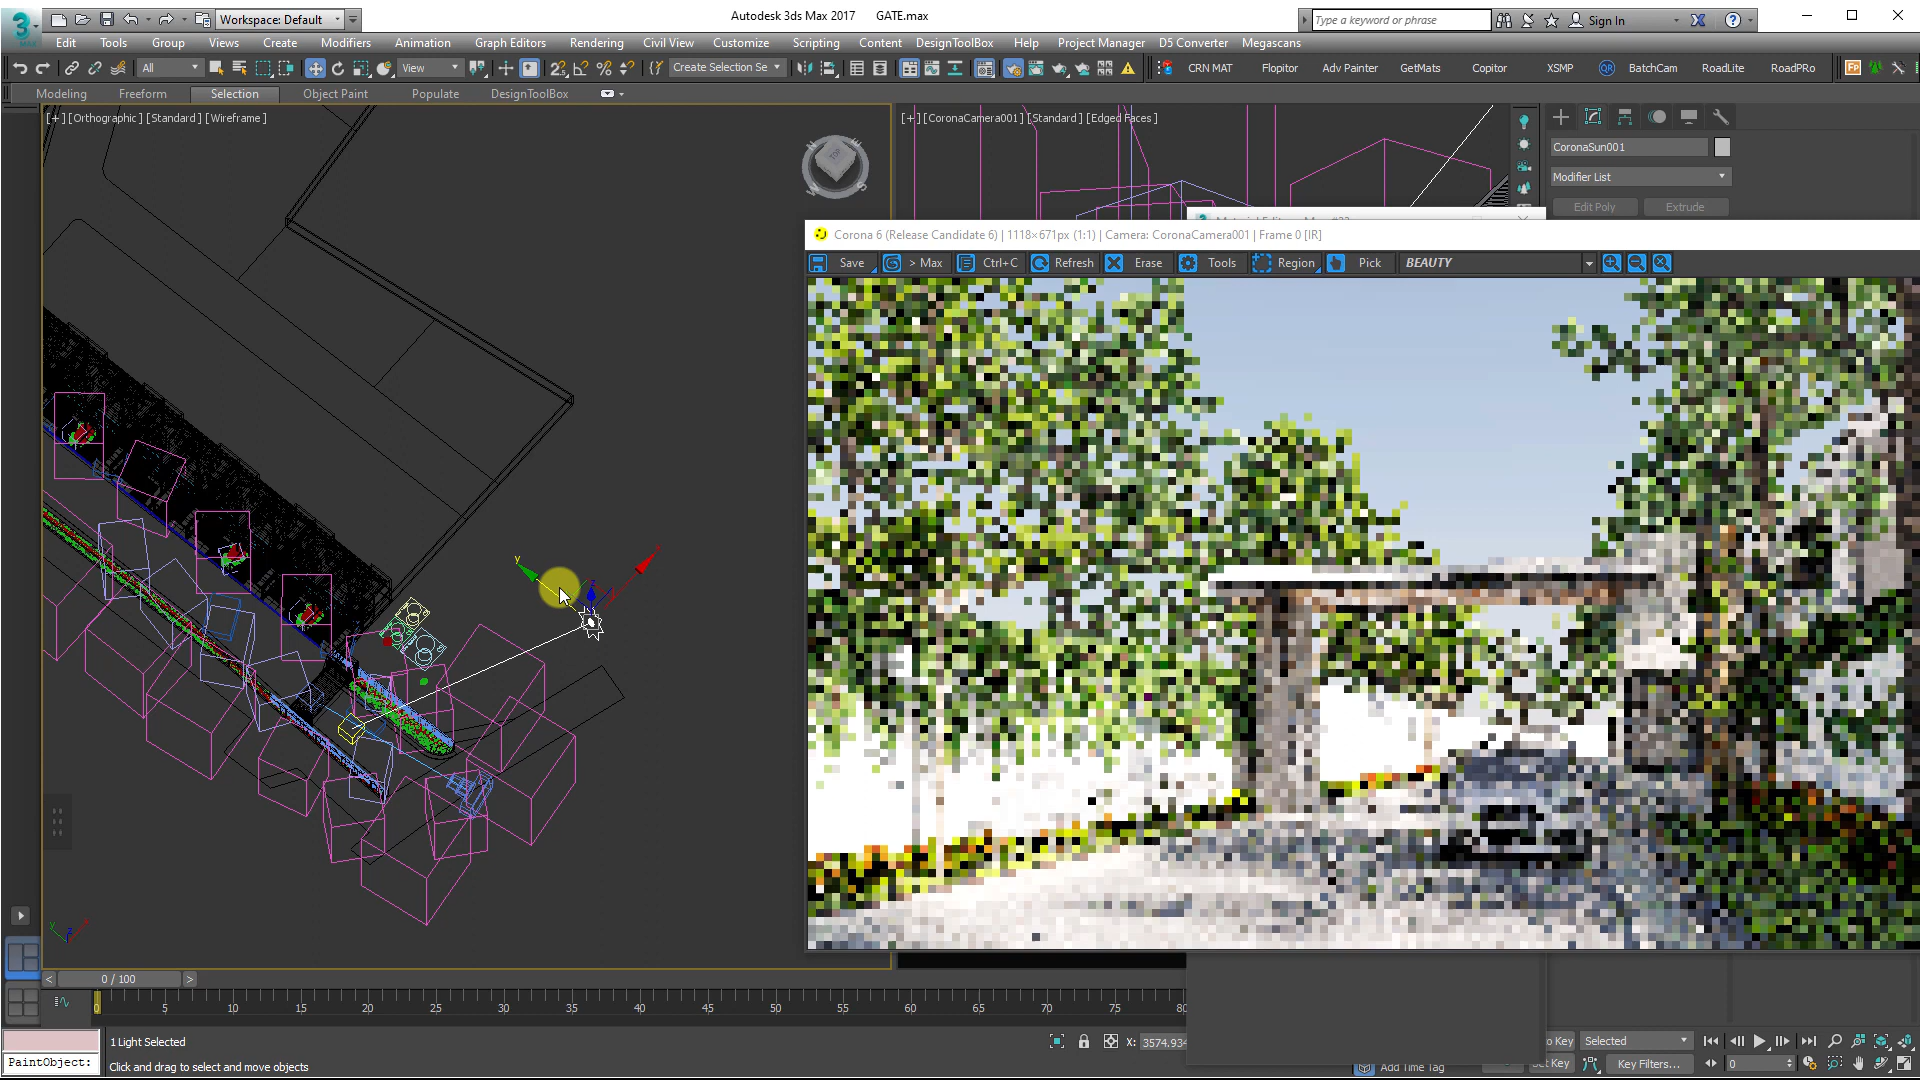 Workspace: Default
Autodesk 3ds Max 2017 GATE.max
Type a keyword or phrase
Sign In
Edit Tools Group Views Create Modifiers Animation Graph Editors Rendering Civil View Customize Scripting Content DesignToolBox Help Project Manager D5 Converter Megascans
All View Create Selection Se CRN MAT Flopitor Adv Painter GetMats Copitor XSMP BatchCam RoadLite RoadPRo
Modeling Freeform Selection Object Paint Populate DesignToolBox
[+] [Orthographic] [Standard] [Wireframe]
[+] [CoronaCamera001] [Standard] [Edged Faces]
CoronaSun001
Modifier List
Edit Poly Extrude
Corona 6 (Release Candidate 6) | 1118×671px (1:1) | Camera: CoronaCamera001 | Frame 0 [IR]
Save > Max Ctrl+C Refresh Erase Tools Region Pick BEAUTY
TOP
y
z
0 / 100
0 5 10 15 20 25 30 35 40 45 50 55 60 65 70 75 80
1 Light Selected
X: 3574.934
Selected
PaintObject:
Click and drag to select and move objects
Add Time Tag
Key Filters...
0